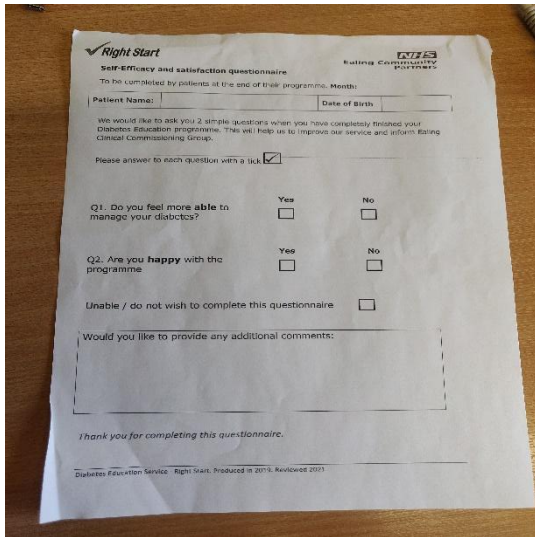 Right Start
NHS
Ealing Community
Partners
Self-Efficacy and satisfaction questionnaire
To be completed by patients at the end of their programme. Month:
Patient Name:
Date of Birth
We would like to ask you 2 simple questions when you have completely finished your
Diabetes Education programme. This will help us to improve our service and inform Ealing
Clinical Commissioning Group.
Please answer to each question with a tick
Yes No
Q1. Do you feel more able to
manage your diabetes?
Yes No
Q2. Are you happy with the
programme
Unable / do not wish to complete this questionnaire
Would you like to provide any additional comments:
Thank you for completing this questionnaire.
Diabetes Education Service - Right Start. Produced in 2019. Reviewed 2021